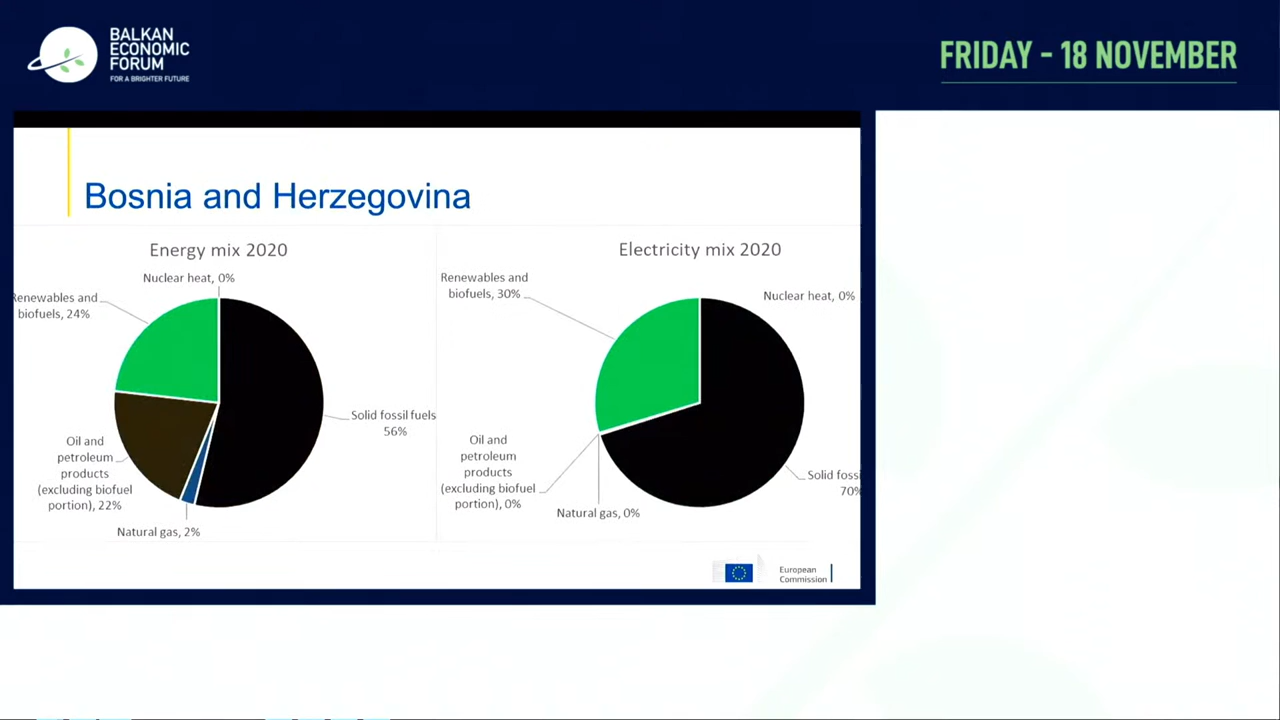 BALKAN
ECONOMIC
FORUM
FOR A BRIGHTER FUTURE
FRIDAY - 18 NOVEMBER
Bosnia and Herzegovina
Energy mix 2020
Nuclear heat, 0%
Renewables and
biofuels, 24%
Solid fossil fuels
56%
Oil and
petroleum
products
(excluding biofuel
portion), 22%
Natural gas, 2%
Electricity mix 2020
Renewables and
biofuels, 30%
Nuclear heat, 0%
Oil and
petroleum
products
(excluding biofuel
portion), 0%
Natural gas, 0%
Solid fossi
70%
European
Commission